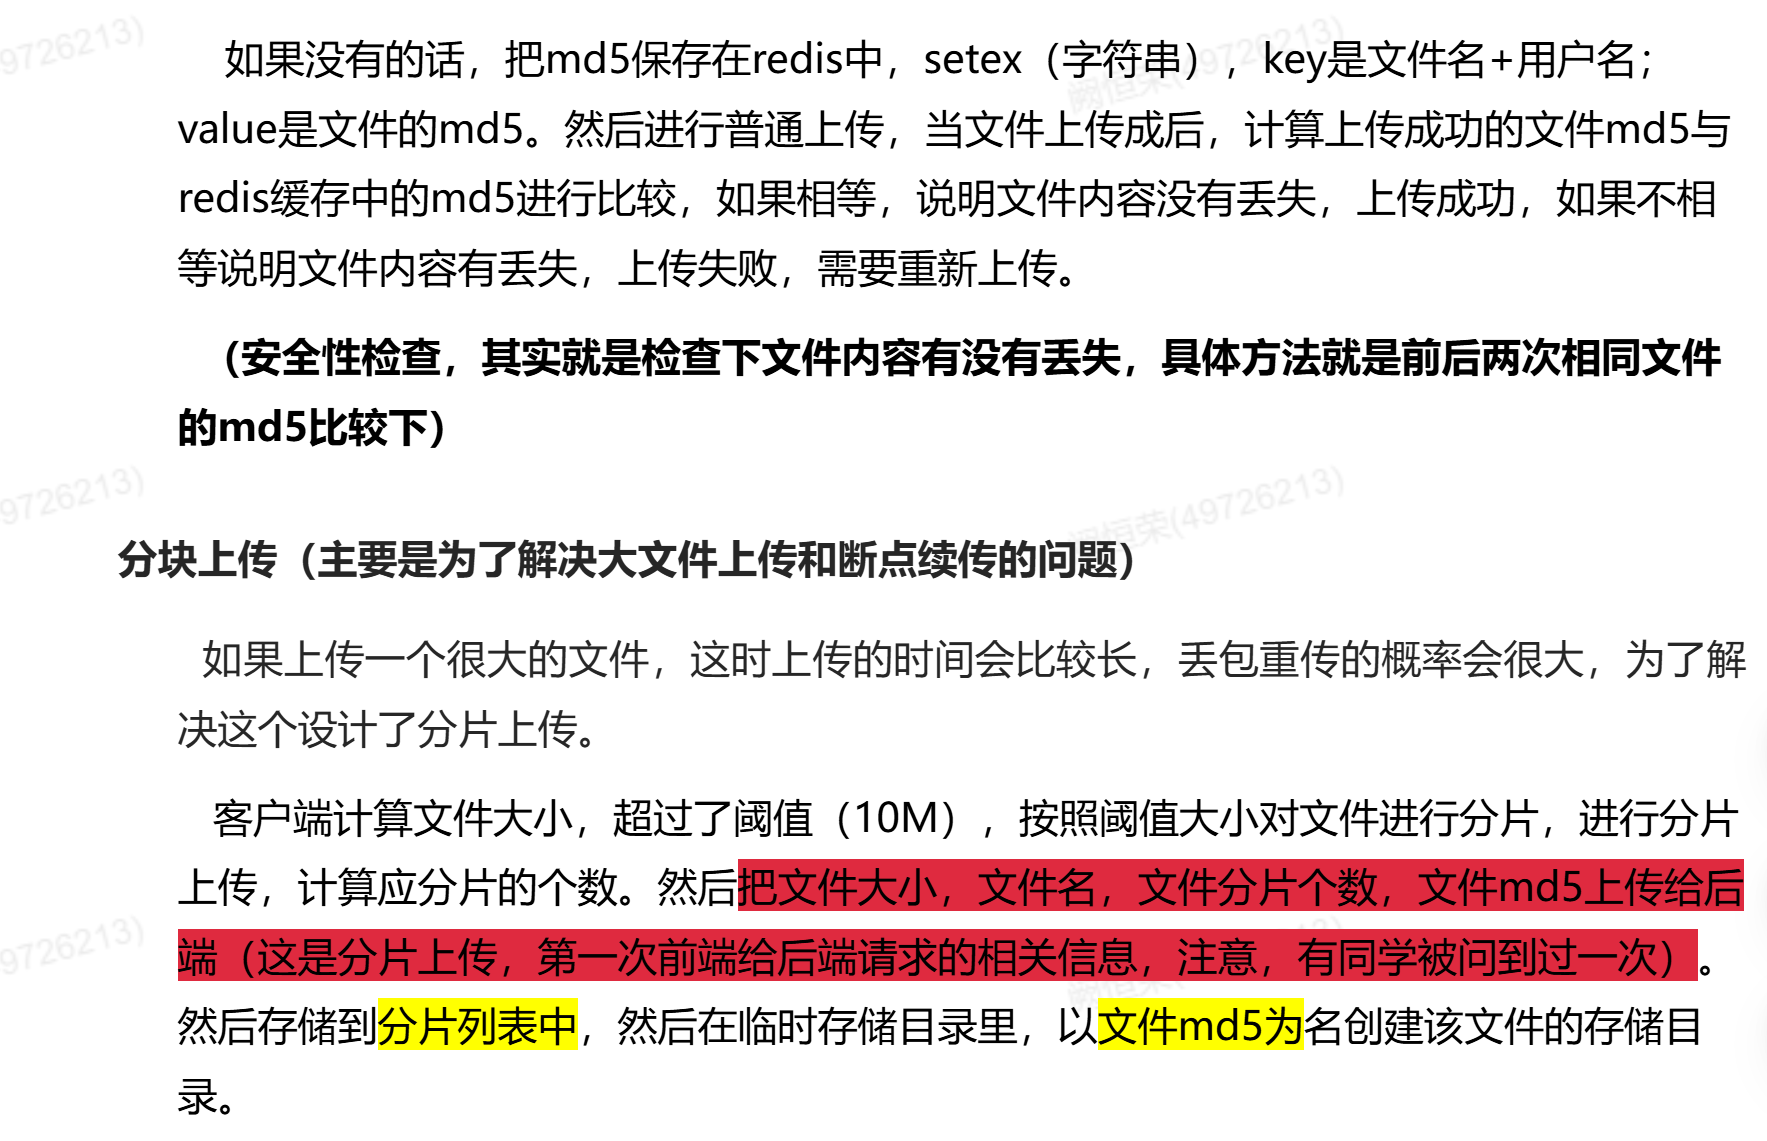 如果没有的话，把md5保存在redis中，setex（字符串），key是文件名+用户名；
value是文件的md5。然后进行普通上传，当文件上传成后，计算上传成功的文件md5与
redis缓存中的md5进行比较，如果相等，说明文件内容没有丢失，上传成功，如果不相
等说明文件内容有丢失，上传失败，需要重新上传。
（安全性检查，其实就是检查下文件内容有没有丢失，具体方法就是前后两次相同文件
的md5比较下）
分块上传（主要是为了解决大文件上传和断点续传的问题）
如果上传一个很大的文件，这时上传的时间会比较长，丢包重传的概率会很大，为了解
决这个设计了分片上传。
客户端计算文件大小，超过了阈值（10M），按照阈值大小对文件进行分片，进行分片
上传，计算应分片的个数。然后把文件大小，文件名，文件分片个数，文件md5上传给后
端（这是分片上传，第一次前端给后端请求的相关信息，注意，有同学被问到过一次）。
然后存储到分片列表中，然后在临时存储目录里，以文件md5为名创建该文件的存储目
录。
9726213)
9726213)
9726213)
恒荣(49726213)